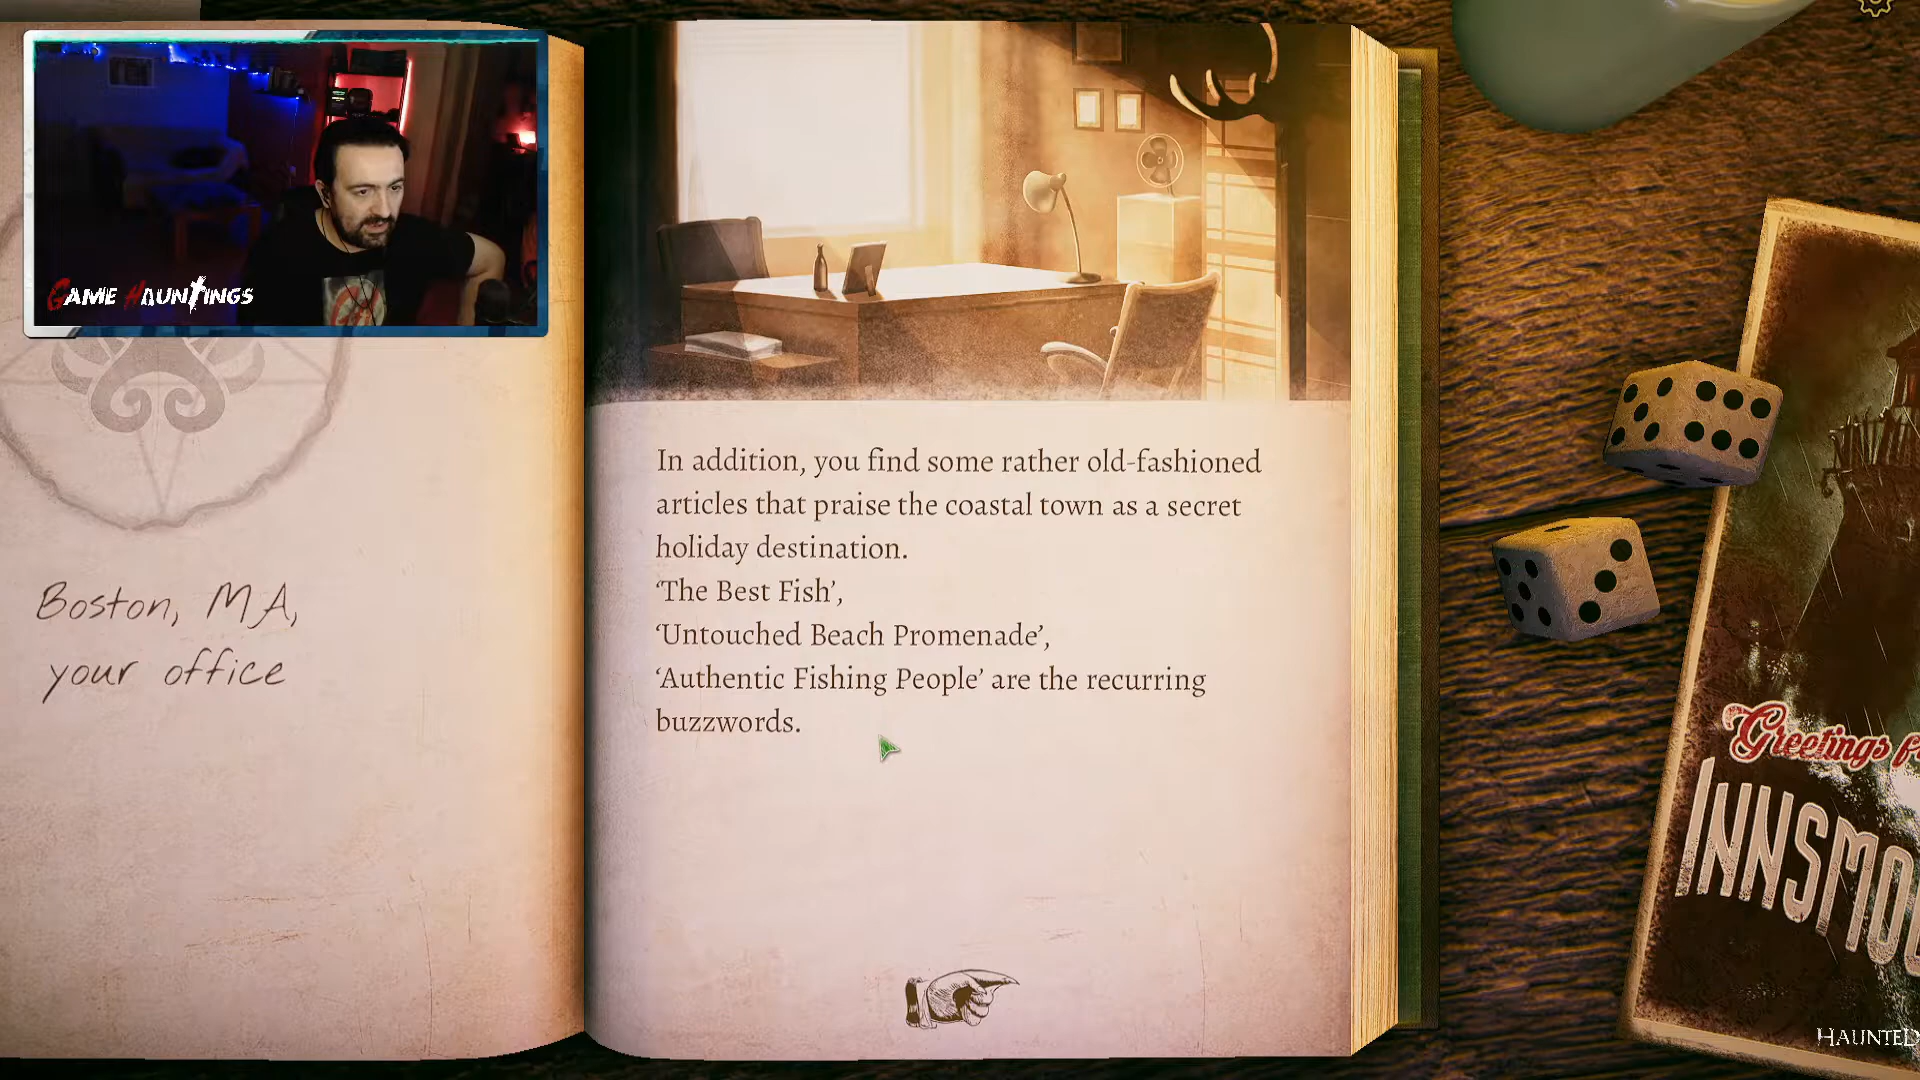 GAME HAUNTINGS
Boston, MA,
your office
In addition, you find some rather old-fashioned
articles that praise the coastal town as a secret
holiday destination.
‘The Best Fish’,
‘Untouched Beach Promenade’,
‘Authentic Fishing People’ are the recurring
buzzwords.
Greetings
INNSMO
HAUNTED